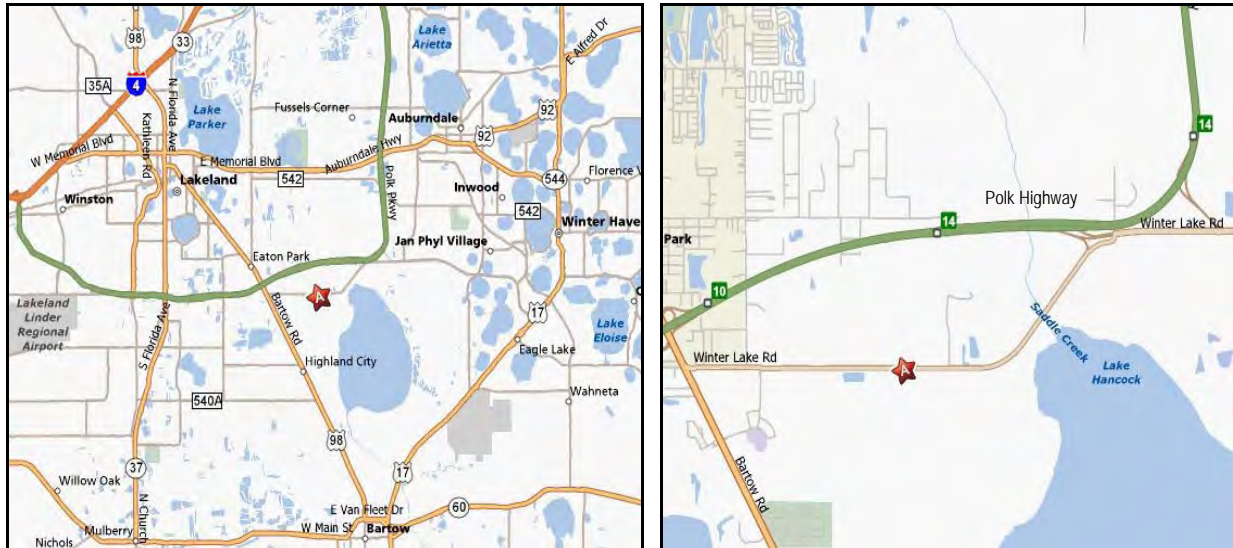 98
33
Lake
Arietta
E Alfred Dr
4
35A
N Florida Ave
Kathleen Rd
Fussels Corner
Lake
Parker
Auburndale
92
92
W Memorial Blvd
E Memorial Blvd
Auburndale Hwy
542
Lakeland
Polk Pkwy
544
Florence
Winston
Inwood
542
Winter Have
Jan Phyl Village
Eaton Park
A
Lakeland
Linder
Regional
Airport
S Florida Ave
Bartow Rd
17
Lake
Eloise
Highland City
Eagle Lake
Wahneta
540A
98
37
17
Willow Oak
N Church
E Van Fleet Dr
60
Mulberry
W Main St
Bartow
Nichols
14
Polk Highway
14
Winter Lake Rd
Park
10
Saddle Creek
Winter Lake Rd
A
Lake
Hancock
Bartow Rd